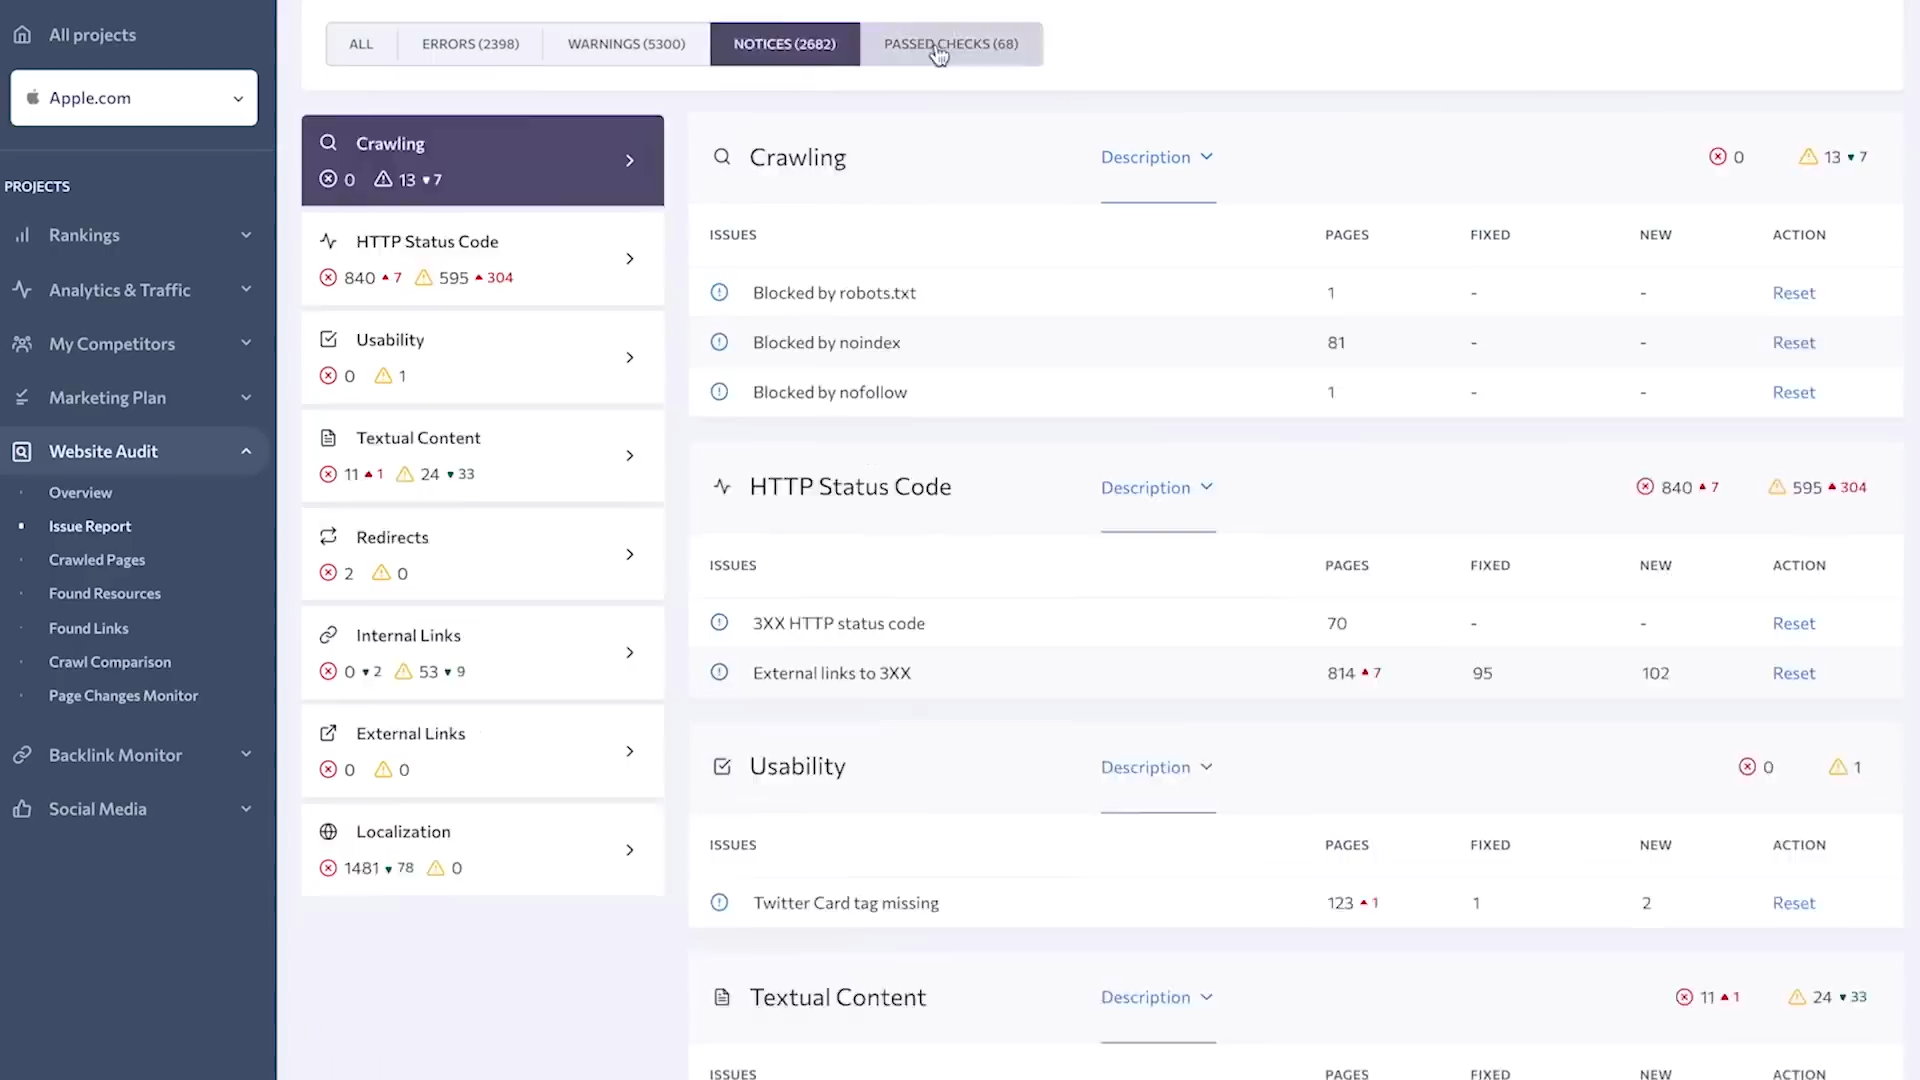 All projects
Apple.com
PROJECTS
Rankings
Analytics & Traffic
My Competitors
Marketing Plan
Website Audit
Overview
Issue Report
Crawled Pages
Found Resources
Found Links
Crawl Comparison
Page Changes Monitor
Backlink Monitor
Social Media
ALL ERRORS (2398) WARNINGS (5300) NOTICES (2682) PASSED CHECKS (68)
Crawling
0 13 7
HTTP Status Code
840 7 595 304
Usability
0 1
Textual Content
11 1 24 33
Redirects
2 0
Internal Links
0 2 53 9
External Links
0 0
Localization
1481 78 0
Crawling Description 0 13 7
ISSUES PAGES FIXED NEW ACTION
Blocked by robots.txt 1 - - Reset
Blocked by noindex 81 - - Reset
Blocked by nofollow 1 - - Reset
HTTP Status Code Description 840 7 595 304
ISSUES PAGES FIXED NEW ACTION
3XX HTTP status code 70 - - Reset
External links to 3XX 814 7 95 102 Reset
Usability Description 0 1
ISSUES PAGES FIXED NEW ACTION
Twitter Card tag missing 123 1 1 2 Reset
Textual Content Description 11 1 24 33
ISSUES PAGES FIXED NEW ACTION